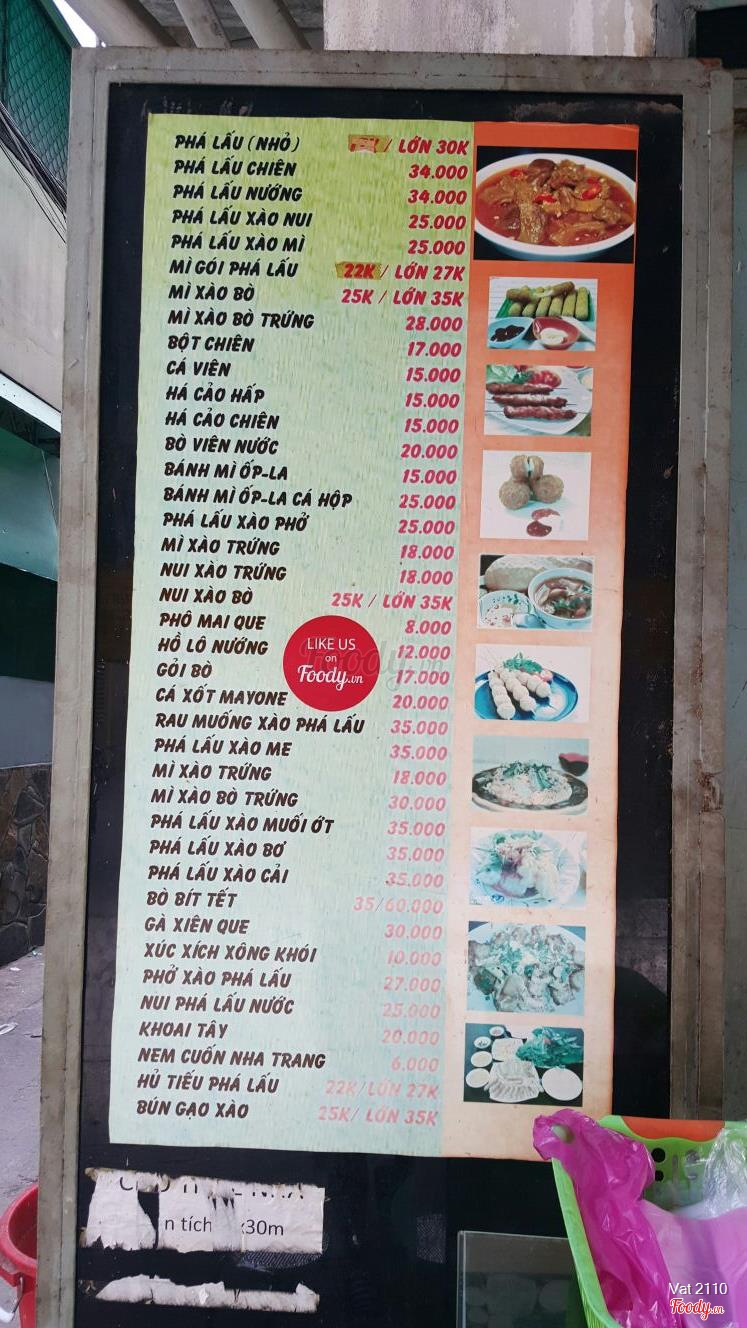 PHÁ LẤU (NHỎ) / LỚN 30K
PHÁ LẤU CHIÊN 34.000
PHÁ LẤU NƯỚNG 34.000
PHÁ LẤU XÀO NUI 25.000
PHÁ LẤU XÀO MÌ 25.000
MÌ GÓI PHÁ LẤU 22K / LỚN 27K
MÌ XÀO BÒ 25K / LỚN 35K
MÌ XÀO BÒ TRỨNG 28.000
BỘT CHIÊN 17.000
CÁ VIÊN 15.000
HÁ CẢO HẤP 15.000
HÁ CẢO CHIÊN 15.000
BÒ VIÊN NƯỚC 20.000
BÁNH MÌ ỐP-LA 15.000
BÁNH MÌ ỐP-LA CÁ HỘP 25.000
PHÁ LẤU XÀO PHỞ 25.000
MÌ XÀO TRỨNG 18.000
NUI XÀO TRỨNG 18.000
NUI XÀO BÒ 25K / LỚN 35K
PHÔ MAI QUE 8.000
HỒ LÔ NƯỚNG 12.000
GỎI BÒ 17.000
CÁ XỐT MAYONE 20.000
RAU MUỐNG XÀO PHÁ LẤU 35.000
PHÁ LẤU XÀO ME 35.000
MÌ XÀO TRỨNG 18.000
MÌ XÀO BÒ TRỨNG 30.000
PHÁ LẤU XÀO MUỐI ỚT 35.000
PHÁ LẤU XÀO BƠ 35.000
PHÁ LẤU XÀO CẢI 35.000
BÒ BÍT TẾT 35/60.000
GÀ XIÊN QUE 30.000
XÚC XÍCH XÔNG KHÓI 10.000
PHỞ XÀO PHÁ LẤU 27.000
NUI PHÁ LẤU NƯỚC 25.000
KHOAI TÂY 20.000
NEM CUỐN NHA TRANG 6.000
HỦ TIẾU PHÁ LẤU 22K/ LỚN 27K
BÚN GẠO XÀO 25K/ LỚN 35K
LIKE US
on
Foody.vn
Foody.vn
n tích x30m
Vat 2110
Foody.vn